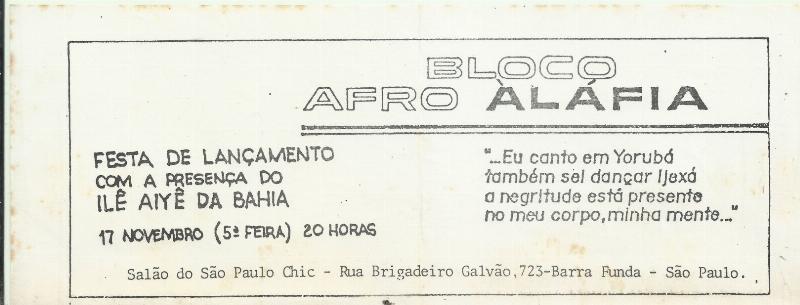 BLOCO
AFRO ÀLÁFIA
FESTA DE LANÇAMENTO
COM A PRESENÇA DO
ILÊ AIYÊ DA BAHIA
17 NOVEMBRO (5ª FEIRA) 20 HORAS
"...Eu canto em Yorubá
também sei dançar Ijexá
a negritude está presente
no meu corpo, minha mente..."
Salão do São Paulo Chic - Rua Brigadeiro Galvão,723-Barra Funda - São Paulo.